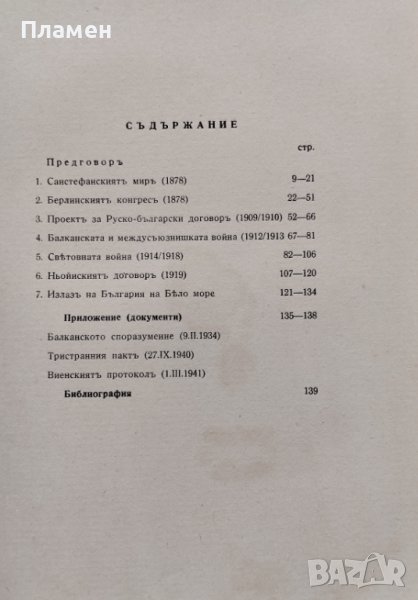 Пламен
СЪДЪРЖАНИЕ
стр.
Предговоръ
1. Санстефанскиятъ миръ (1878) 9—21
2. Берлинскиятъ конгресъ (1878) 22—51
3. Проектъ за Руско-български договоръ (1909/1910) 52—66
4. Балканската и междусъюзнишката война (1912/1913 67—81
5. Свѣтовната война (1914/1918) 82—106
6. Ньойскиятъ договоръ (1919) 107—120
7. Излазъ на България на Бѣло море 121—134
Приложение (документи) 135—138
Балканското споразумение (9.II.1934)
Тристранния пактъ (27.IX.1940)
Виенскиятъ протоколъ (1.III.1941)
Библиография 139
BAZAR